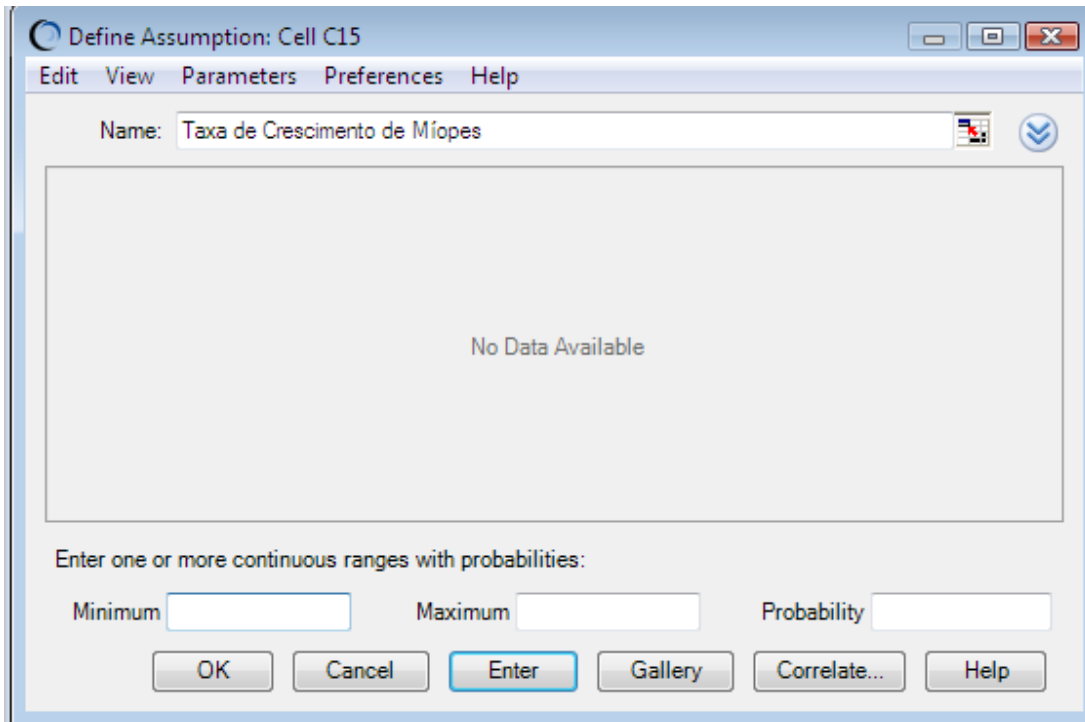 Define Assumption: Cell C15
Edit View Parameters Preferences Help
Name: Taxa de Crescimento de Míopes
No Data Available
Enter one or more continuous ranges with probabilities:
Minimum Maximum Probability
OK Cancel Enter Gallery Correlate... Help